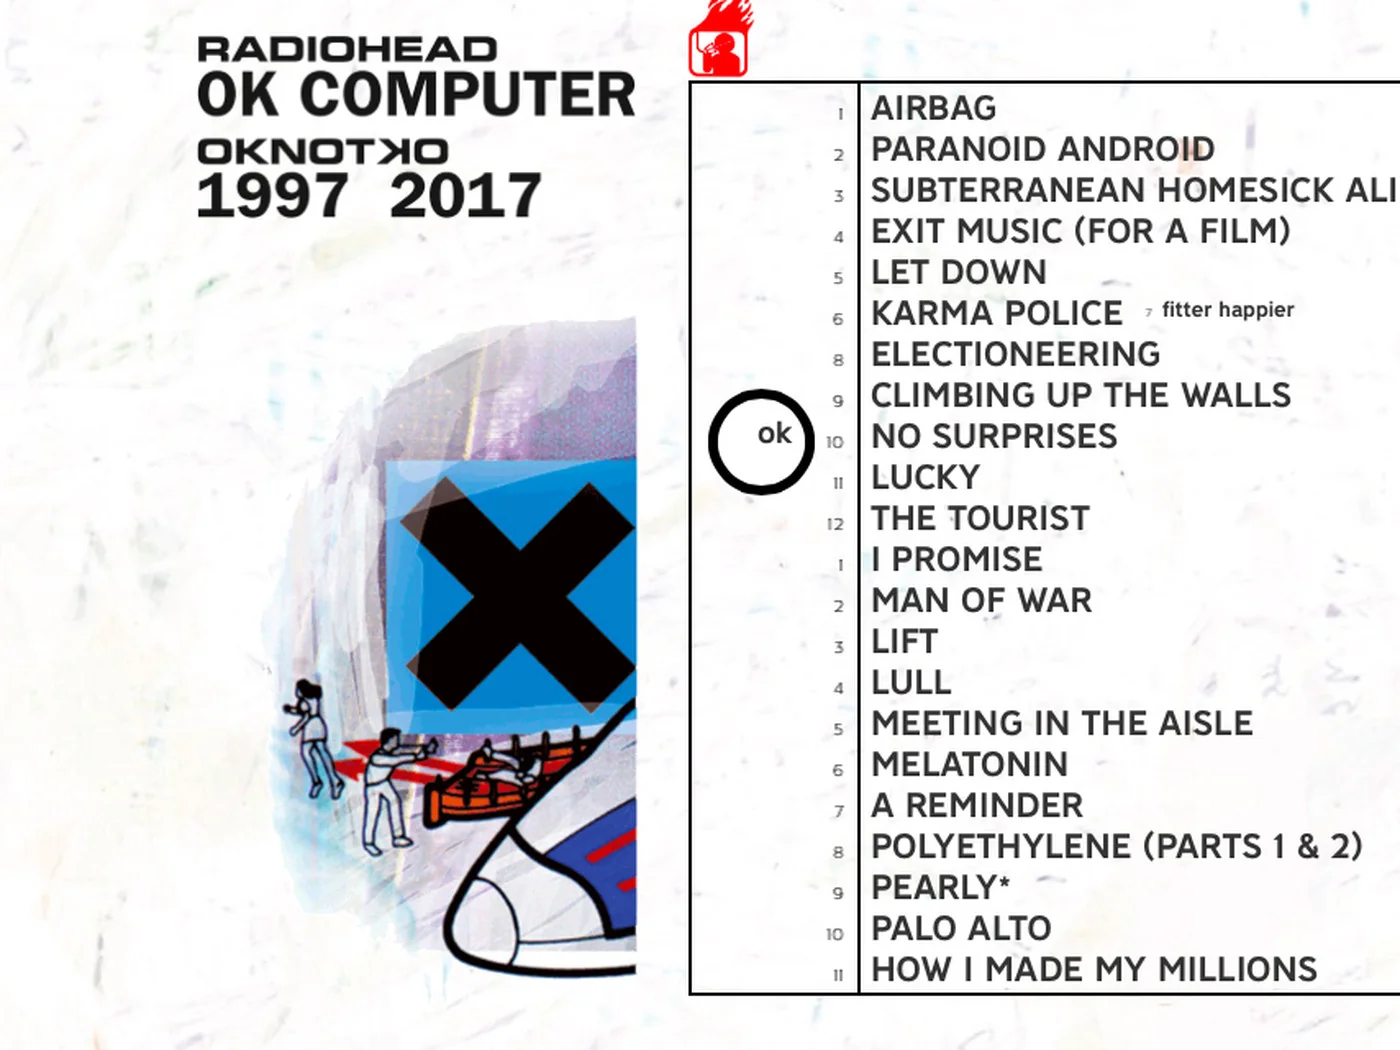 RADIOHEAD
OK COMPUTER
OKNOTKO
1997 2017
1 AIRBAG
2 PARANOID ANDROID
3 SUBTERRANEAN HOMESICK ALI
4 EXIT MUSIC (FOR A FILM)
5 LET DOWN
6 KARMA POLICE 7 fitter happier
8 ELECTIONEERING
9 CLIMBING UP THE WALLS
ok
10 NO SURPRISES
11 LUCKY
12 THE TOURIST
1 I PROMISE
2 MAN OF WAR
3 LIFT
4 LULL
5 MEETING IN THE AISLE
6 MELATONIN
7 A REMINDER
8 POLYETHYLENE (PARTS 1 & 2)
9 PEARLY*
10 PALO ALTO
11 HOW I MADE MY MILLIONS